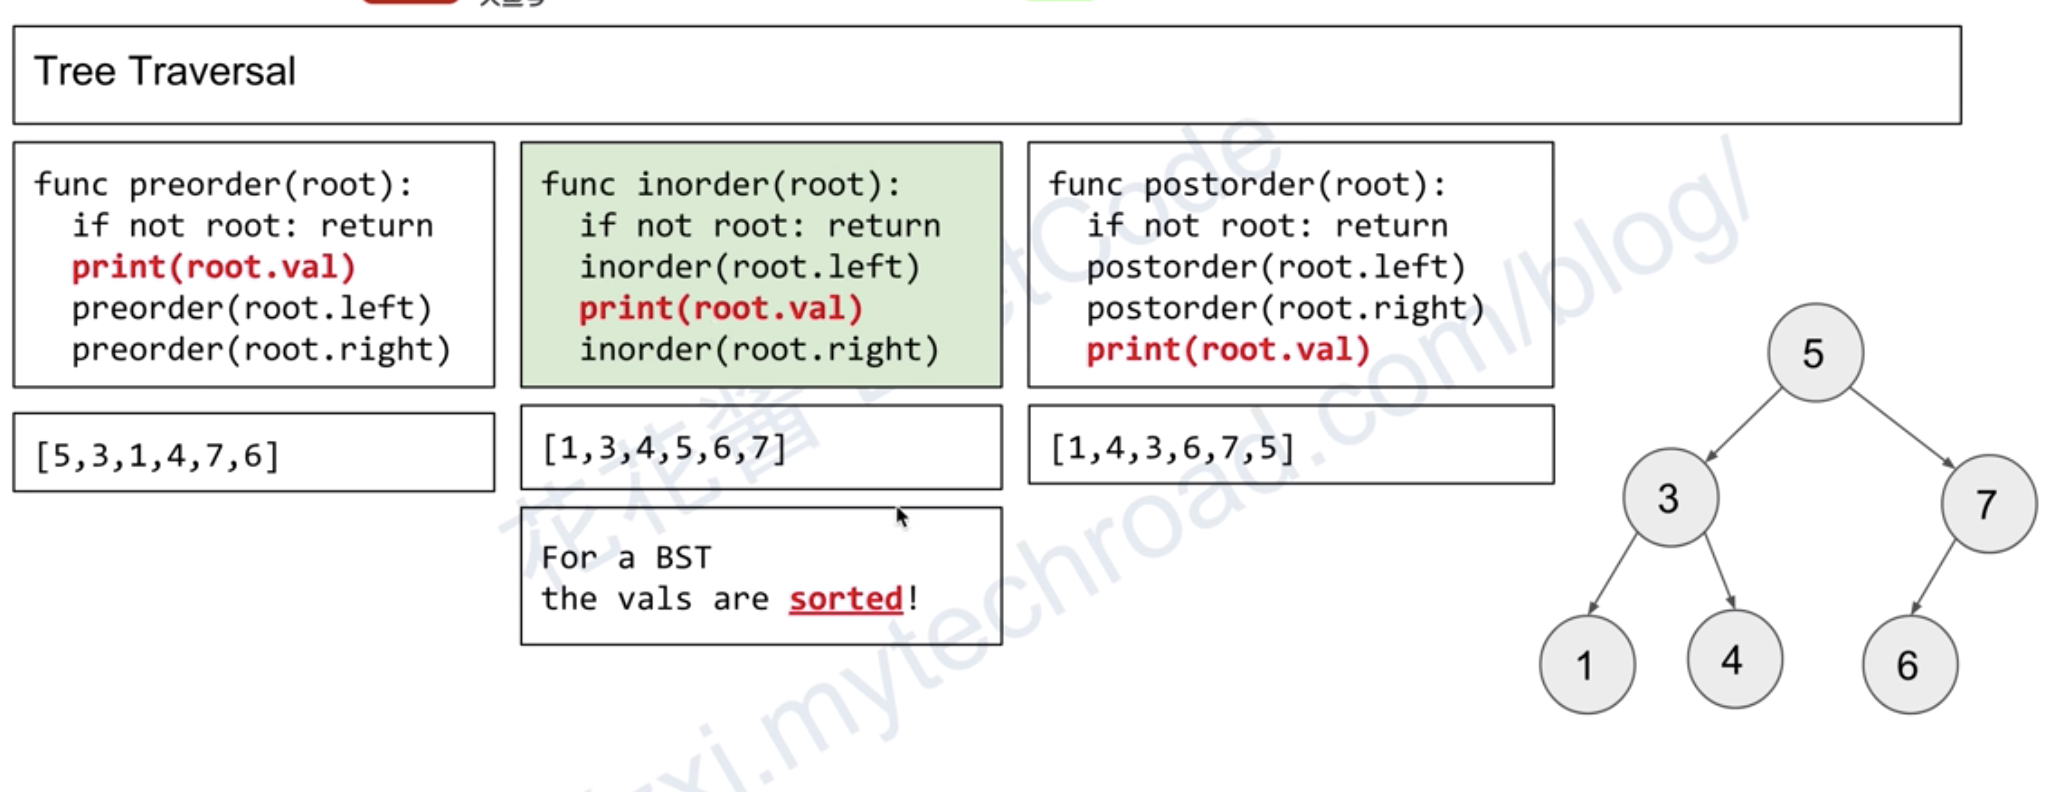 Tree Traversal
func preorder(root):
if not root: return
print(root.val)
preorder(root.left)
preorder(root.right)
func inorder(root):
if not root: return
inorder(root.left)
print(root.val)
inorder(root.right)
func postorder(root):
if not root: return
postorder(root.left)
postorder(root.right)
print(root.val)
[5,3,1,4,7,6]
[1,3,4,5,6,7]
[1,4,3,6,7,5]
For a BST
the vals are sorted!
5
3
7
1
4
6
花花酱
xi.mytechroad.com/blog/